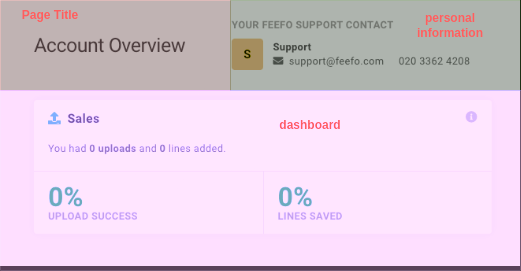 Page Title
Account Overview
YOUR FEEFO SUPPORT CONTACT
personal
information
S
Support
support@feefo.com 020 3362 4208
Sales
dashboard
You had 0 uploads and 0 lines added.
0%
UPLOAD SUCCESS
0%
LINES SAVED